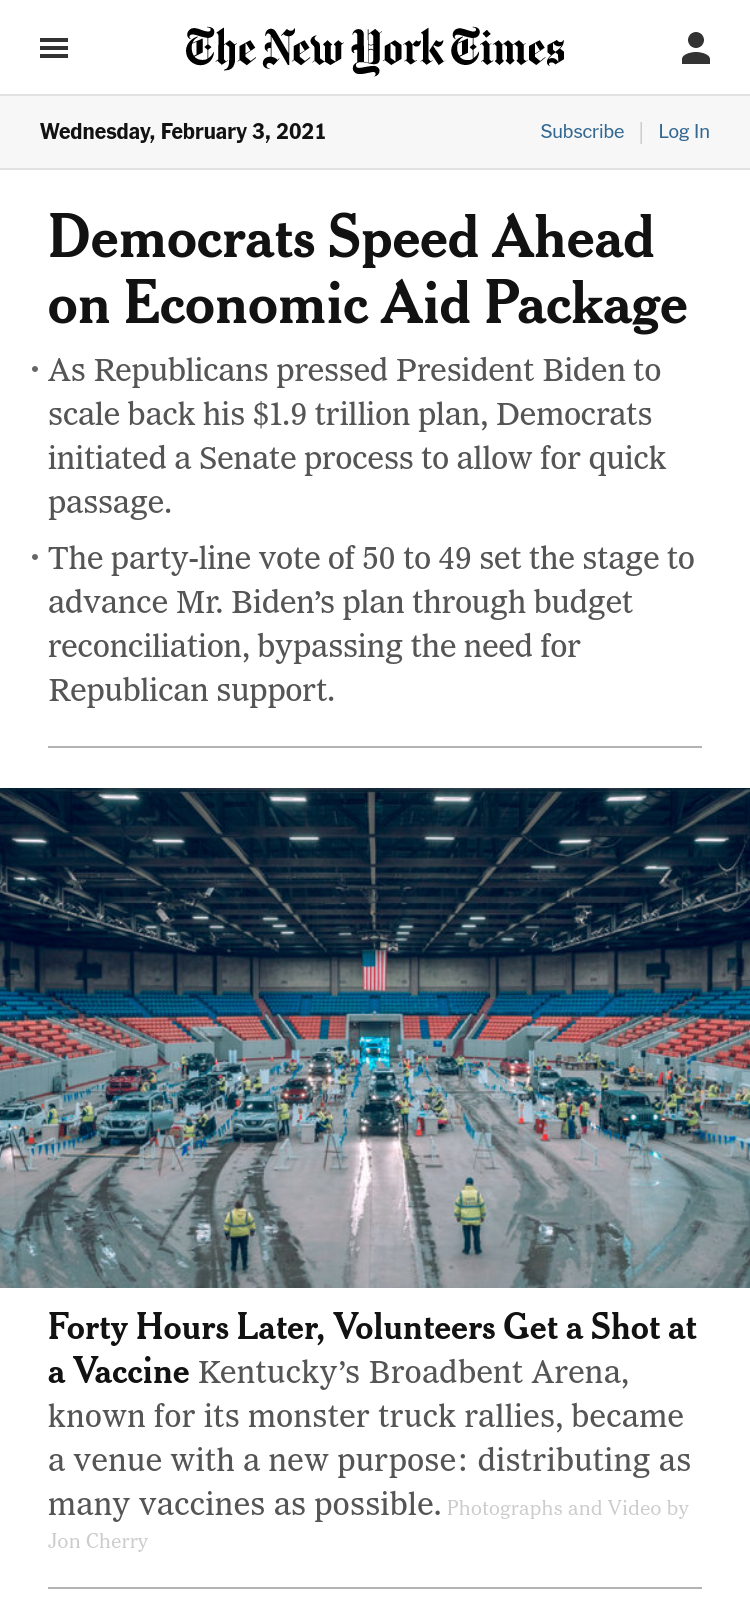 The New York Times
Wednesday, February 3, 2021
Subscribe | Log In
Democrats Speed Ahead
on Economic Aid Package
• As Republicans pressed President Biden to
scale back his $1.9 trillion plan, Democrats
initiated a Senate process to allow for quick
passage.
• The party-line vote of 50 to 49 set the stage to
advance Mr. Biden’s plan through budget
reconciliation, bypassing the need for
Republican support.
Forty Hours Later, Volunteers Get a Shot at
a Vaccine Kentucky’s Broadbent Arena,
known for its monster truck rallies, became
a venue with a new purpose: distributing as
many vaccines as possible. Photographs and Video by
Jon Cherry